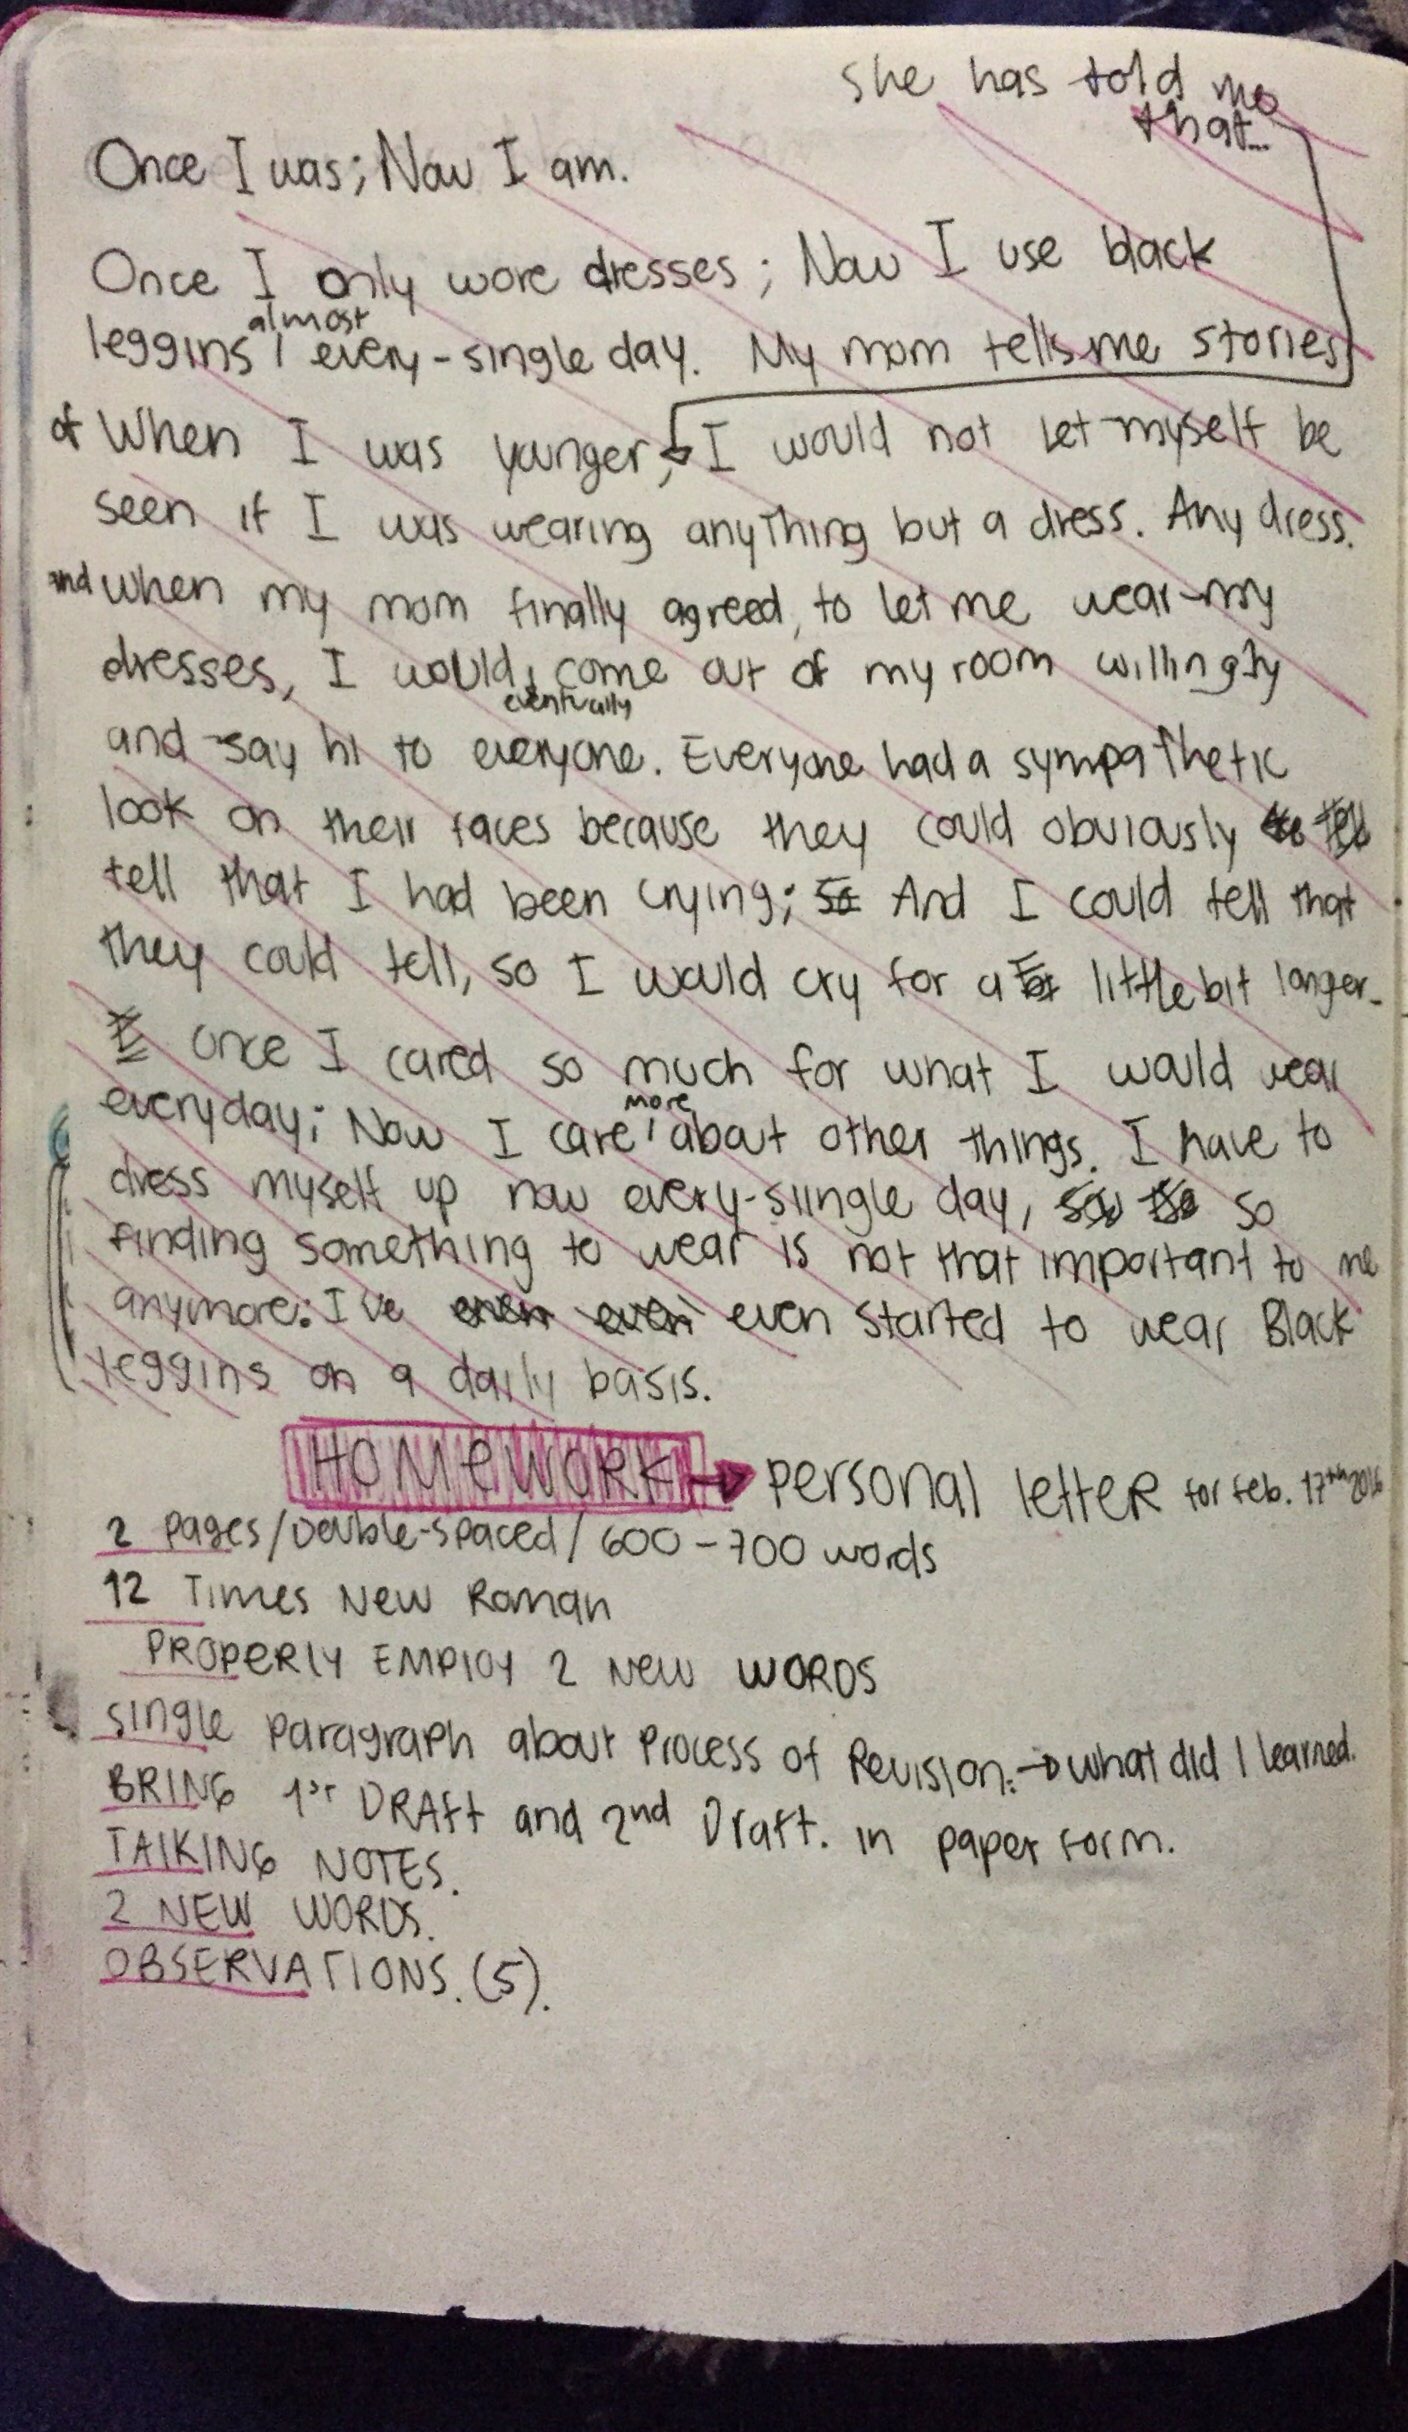 she has told me
that...
Once I was; Now I am.
Once I only wore dresses; Now I use black
almost
leggins every-single day. My mom tells me stories
of When I was younger, I would not let myself be
seen if I was wearing anything but a dress. Any dress.
and when my mom finally agreed, to let me wear my
dresses, I would come out of my room willingly
eventually
and say hi to everyone. Everyone had a sympathetic
look on their faces because they could obviously
tell that I had been crying; So And I could tell that
they could tell, so I would cry for a little bit longer.
once I cared so much for what I would wear
everyday; Now I care about other things. I have to
more
dress myself up now every-siingle day, so
finding something to wear is not that important to me
anymore. I've even even even started to wear Black
leggins on a daily basis.
HOMEWORK → personal letter for feb. 17th 2016
2 pages/Double-spaced/600-700 words
12 Times New Roman
PROPERLY EMPLOY 2 NEW WORDS
single paragraph about Process of Revision. → what did I learned.
BRING 1st DRAft and 2nd Draft. in paper form.
TALKING NOTES.
2 NEW WORDS.
OBSERVATIONS. (5).